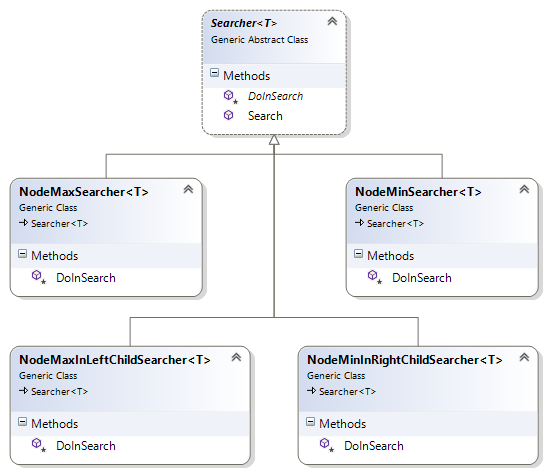 Searcher<T>
Generic Abstract Class
Methods
DoInSearch
Search
NodeMaxSearcher<T>
Generic Class
Searcher<T>
Methods
DoInSearch
NodeMinSearcher<T>
Generic Class
Searcher<T>
Methods
DoInSearch
NodeMaxInLeftChildSearcher<T>
Generic Class
Searcher<T>
Methods
DoInSearch
NodeMinInRightChildSearcher<T>
Generic Class
Searcher<T>
Methods
DoInSearch